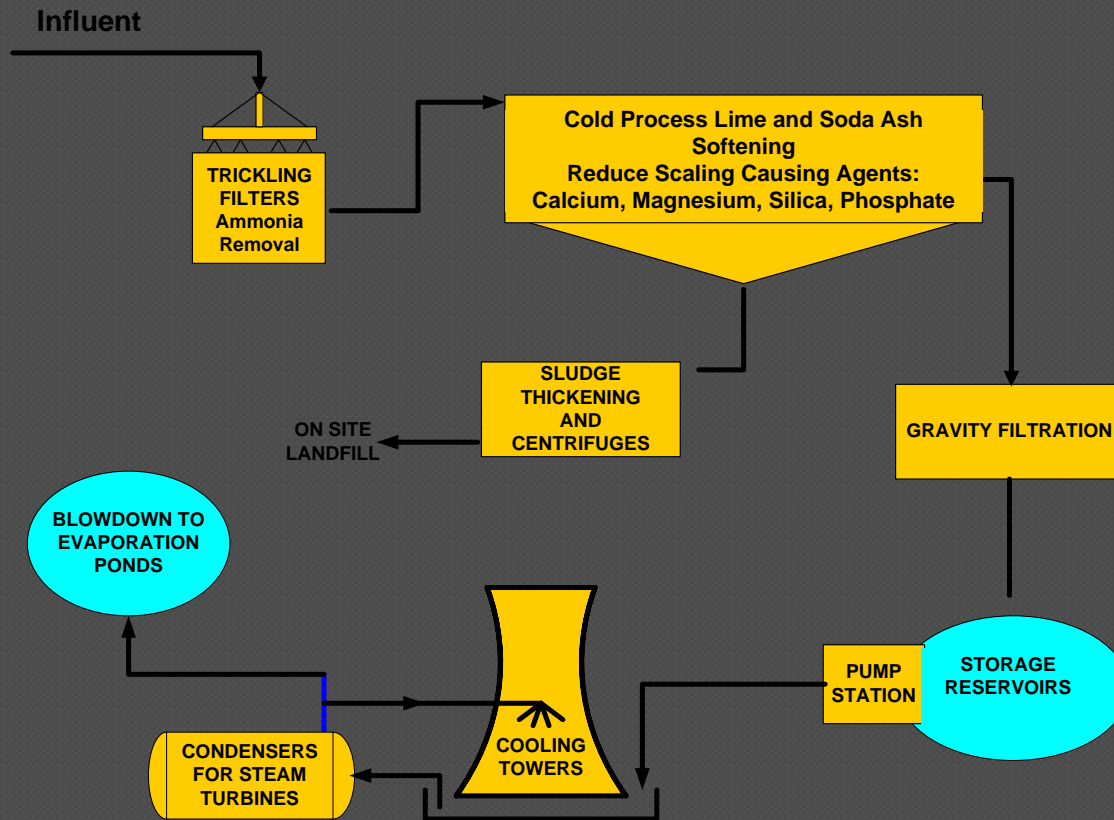 Influent
TRICKLING
FILTERS
Ammonia
Removal
Cold Process Lime and Soda Ash
Softening
Reduce Scaling Causing Agents:
Calcium, Magnesium, Silica, Phosphate
SLUDGE
THICKENING
AND
CENTRIFUGES
ON SITE
LANDFILL
GRAVITY FILTRATION
BLOWDOWN TO
EVAPORATION
PONDS
PUMP
STATION
STORAGE
RESERVOIRS
COOLING
TOWERS
CONDENSERS
FOR STEAM
TURBINES